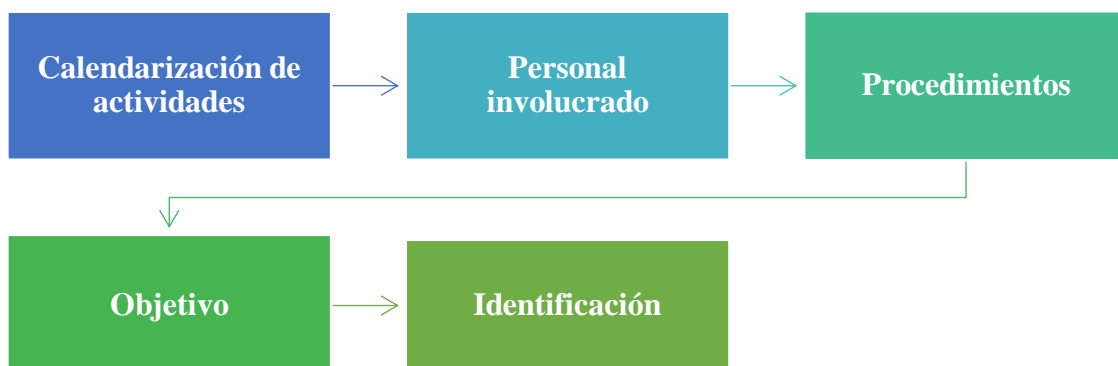 Calendarización de
actividades
Personal
involucrado
Procedimientos
Objetivo
Identificación